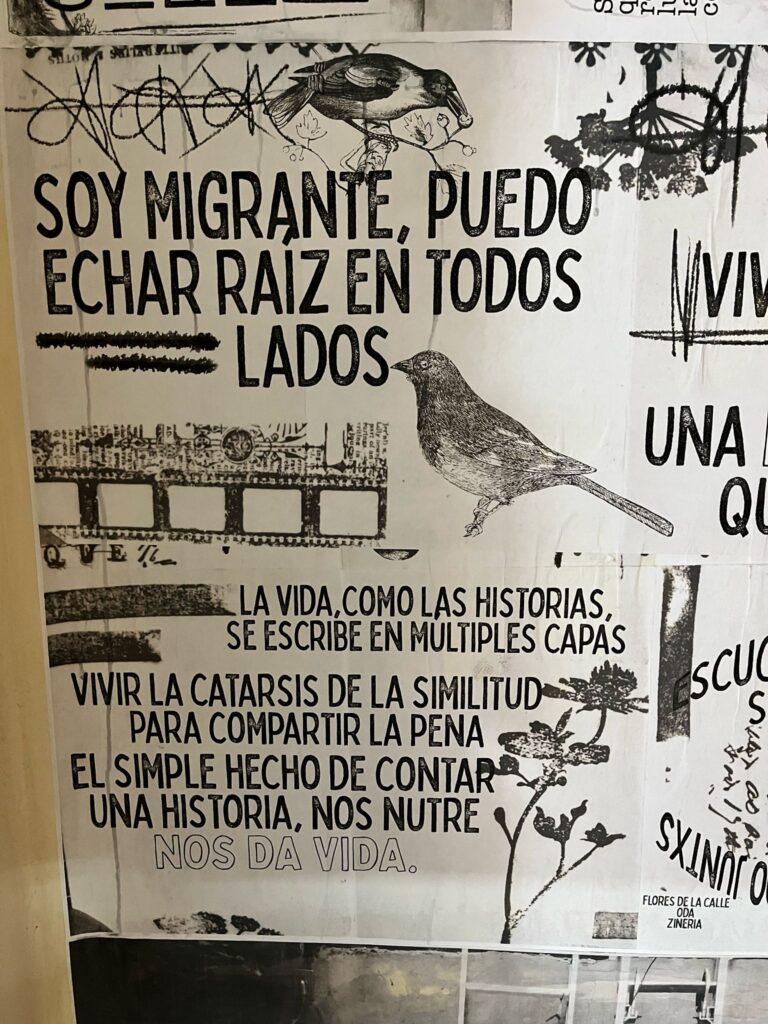 SOY MIGRANTE, PUEDO
ECHAR RAÍZ EN TODOS
LADOS
QUE
LA VIDA, COMO LAS HISTORIAS,
SE ESCRIBE EN MÚLTIPLES CAPAS
VIVIR LA CATARSIS DE LA SIMILITUD
PARA COMPARTIR LA PENA
EL SIMPLE HECHO DE CONTAR
UNA HISTORIA, NOS NUTRE
NOS DA VIDA.
VIV
UNA
QU
ESCUC
JUNTXS
FLORES DE LA CALLE
ODA
ZINERIA